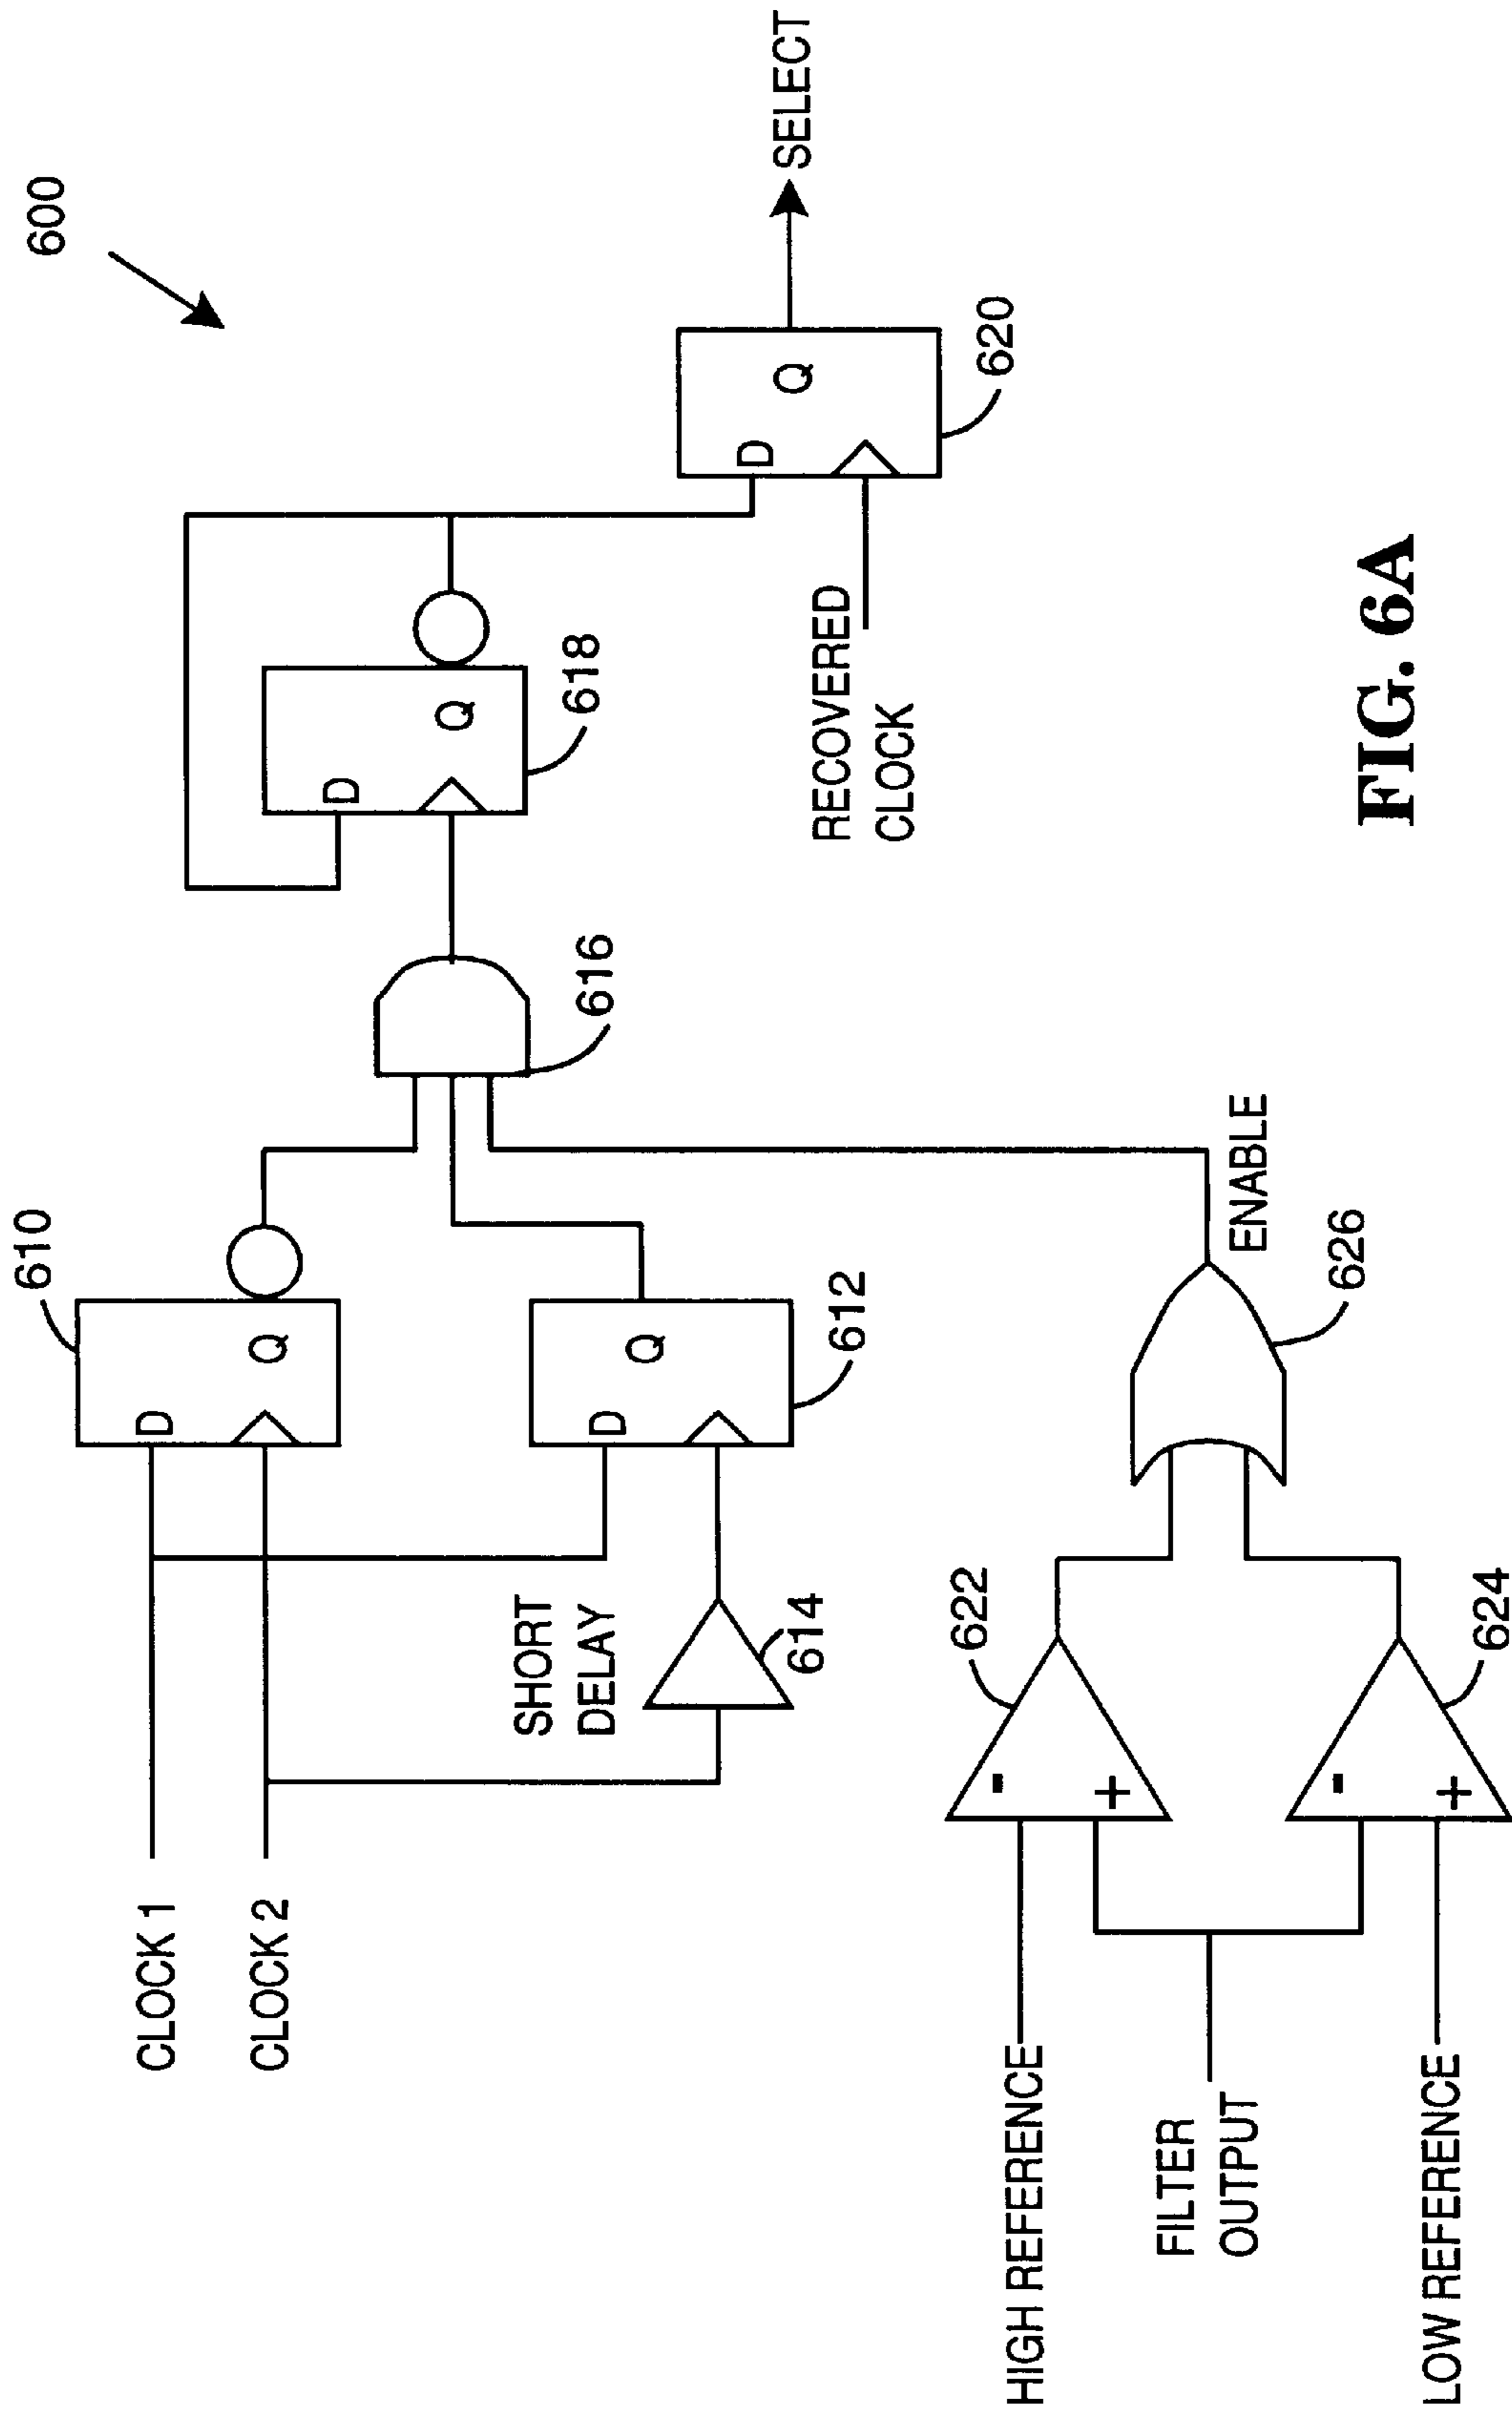 600
CLOCK 1
CLOCK 2
610
D
Q
SHORT
DELAY
614
D
Q
612
616
D
Q
618
RECOVERED
CLOCK
D
Q
620
SELECT
HIGH REFERENCE
FILTER
OUTPUT
LOW REFERENCE
-
+
622
-
+
624
626
ENABLE
FIG. 6A